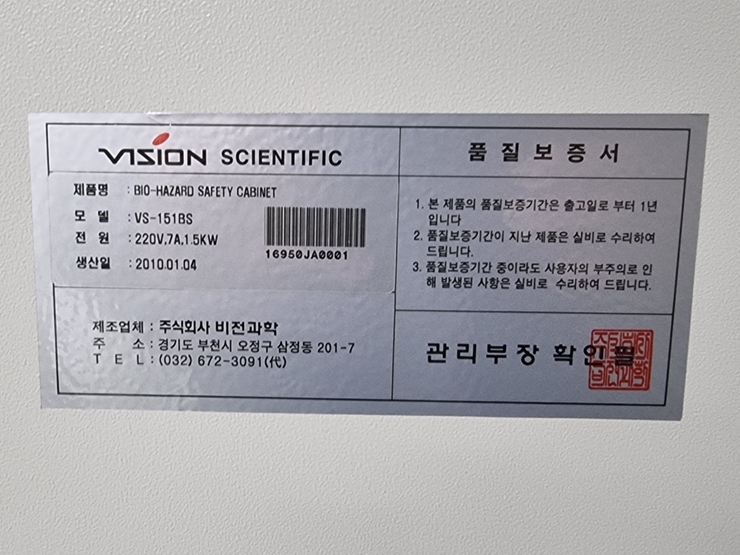 VISION SCIENTIFIC
제품명 : BIO-HAZARD SAFETY CABINET
모 델 : VS-151BS
전 원 : 220V,7A,1.5KW
생산일 : 2010.01.04
16950JA0001
제조업체 : 주식회사 비전과학
주 소 : 경기도 부천시 오정구 삼정동 201-7
T E L : (032) 672-3091(代)
품질보증서
1. 본 제품의 품질보증기간은 출고일로 부터 1년
입니다
2. 품질보증기간이 지난 제품은 실비로 수리하여
드립니다.
3. 품질보증기간 중이라도 사용자의 부주의로 인
해 발생된 사항은 실비로 수리하여 드립니다.
관리부장 확인필